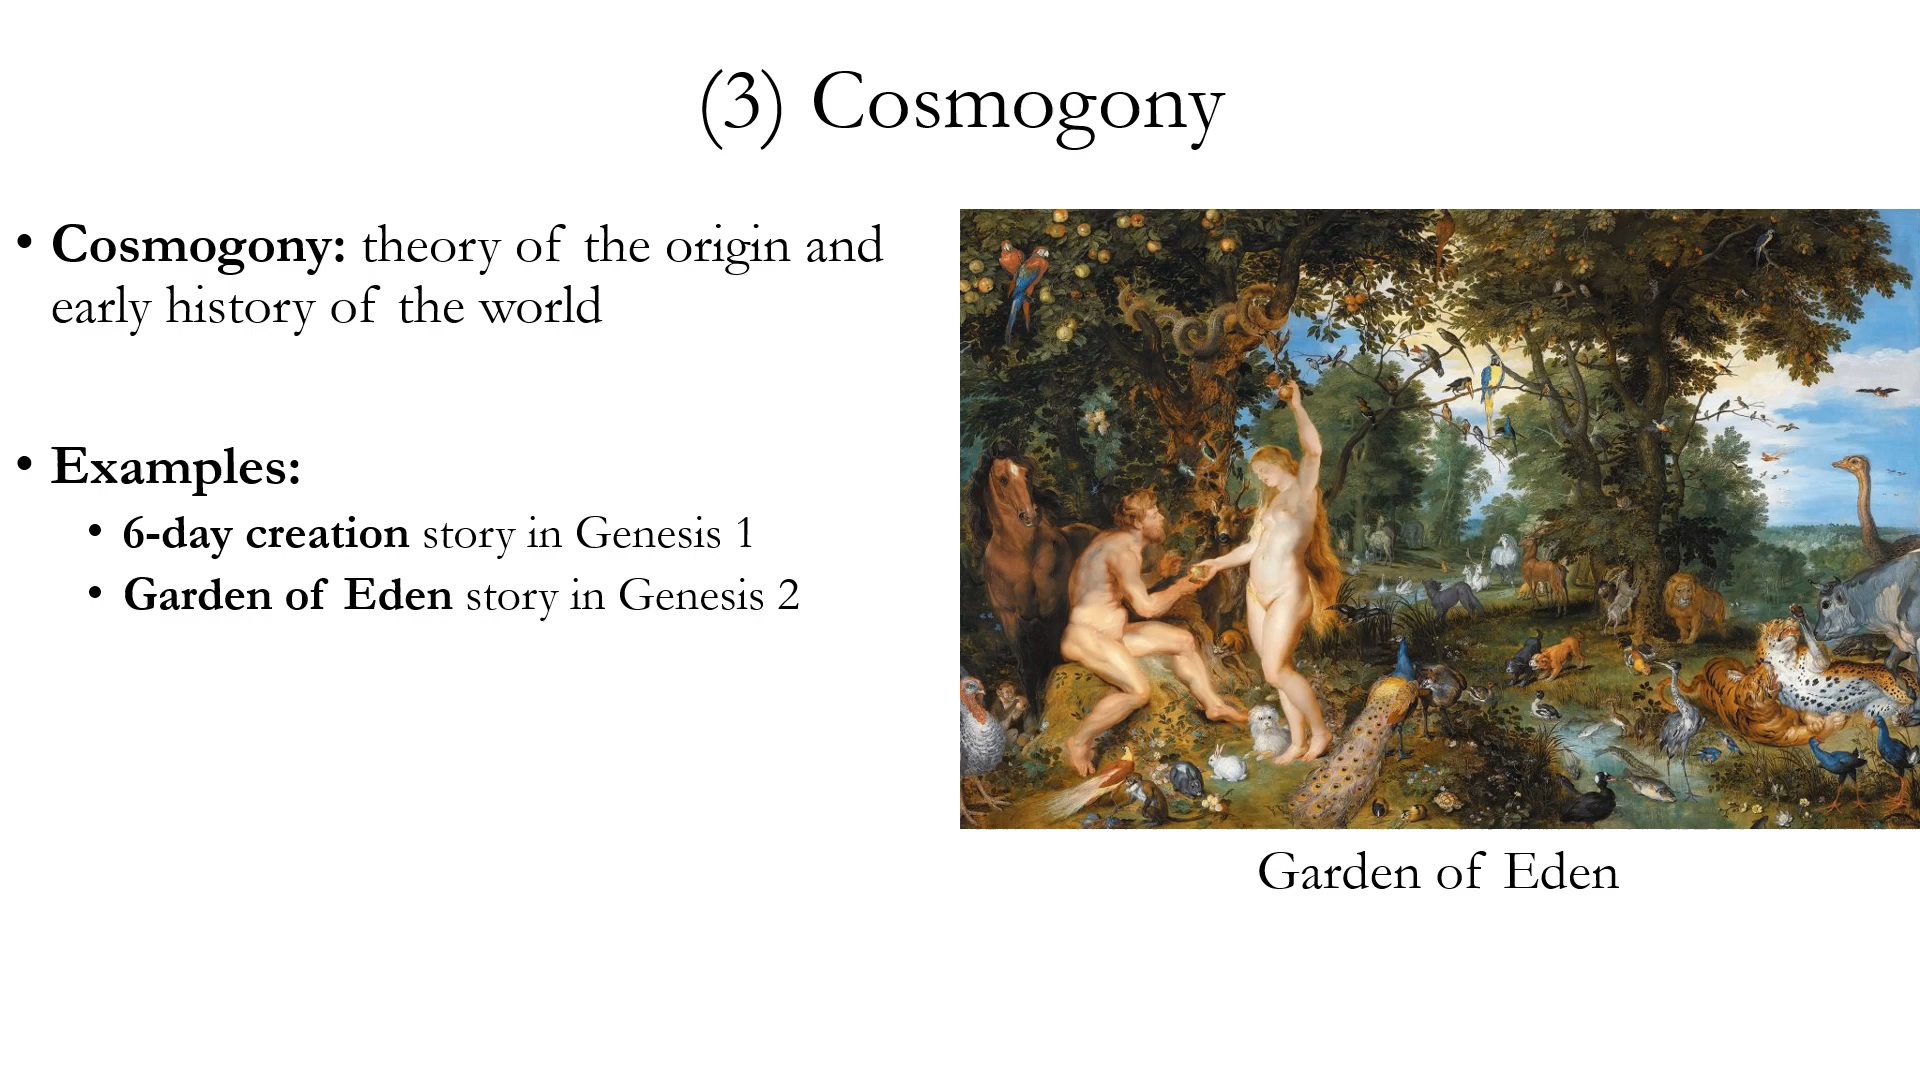 (3) Cosmogony
• Cosmogony: theory of the origin and
early history of the world
• Examples:
• 6-day creation story in Genesis 1
• Garden of Eden story in Genesis 2
Garden of Eden